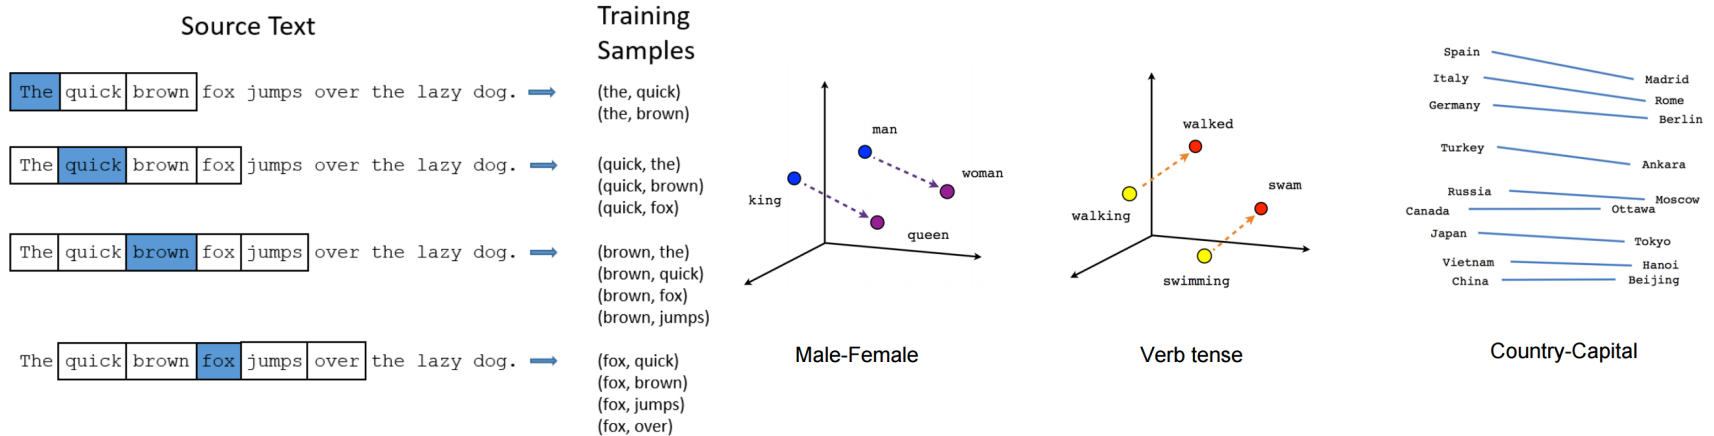 Source Text
The quick brown fox jumps over the lazy dog.
The quick brown fox jumps over the lazy dog.
The quick brown fox jumps over the lazy dog.
The quick brown fox jumps over the lazy dog.
Training
Samples
(the, quick)
(the, brown)
(quick, the)
(quick, brown)
(quick, fox)
(brown, the)
(brown, quick)
(brown, fox)
(brown, jumps)
(fox, quick)
(fox, brown)
(fox, jumps)
(fox, over)
man
woman
king
queen
Male-Female
walked
swam
walking
swimming
Verb tense
Spain
Madrid
Italy
Rome
Germany
Berlin
Turkey
Ankara
Russia
Moscow
Canada
Ottawa
Japan
Tokyo
Vietnam
Hanoi
China
Beijing
Country-Capital